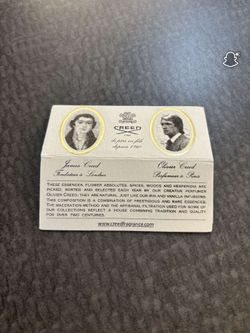 CREED
de père en fils
depuis 1760
James Creed
Fondateur à Londres
Olivier Creed
Parfumeur à Paris
THESE ESSENCES, FLOWER ABSOLUTES, SPICES, WOODS AND HESPERIDIA, ARE
PICKED, SORTED AND SELECTED EACH YEAR BY OUR CREATIVE PERFUMER
OLIVIER CREED; THEY ARE NATURAL, JUST LIKE OUR IRIS AND VANILLA INFUSIONS.
THIS COMPOSITION IS A COMBINATION OF PRESTIGIOUS AND RARE ESSENCES.
THE MACERATION METHOD AND THE ARTISANAL FILTRATION USED FOR SOME OF
OUR COLLECTIONS REFLECT A HOUSE COMBINING TRADITION AND QUALITY
FOR OVER TWO CENTURIES.
www.creedfragrance.com